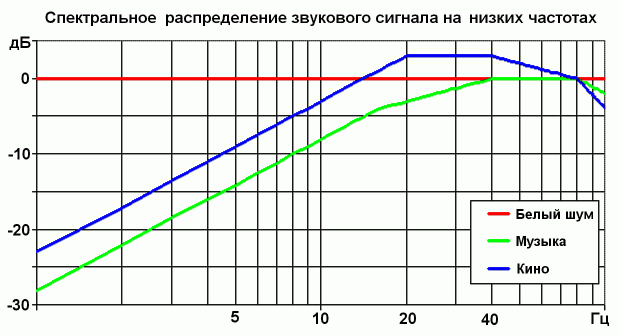 Спектральное распределение звукового сигнала на низких частотах
дБ
0
-10
-20
-30
Белый шум
Музыка
Кино
5 10 20 40 Гц